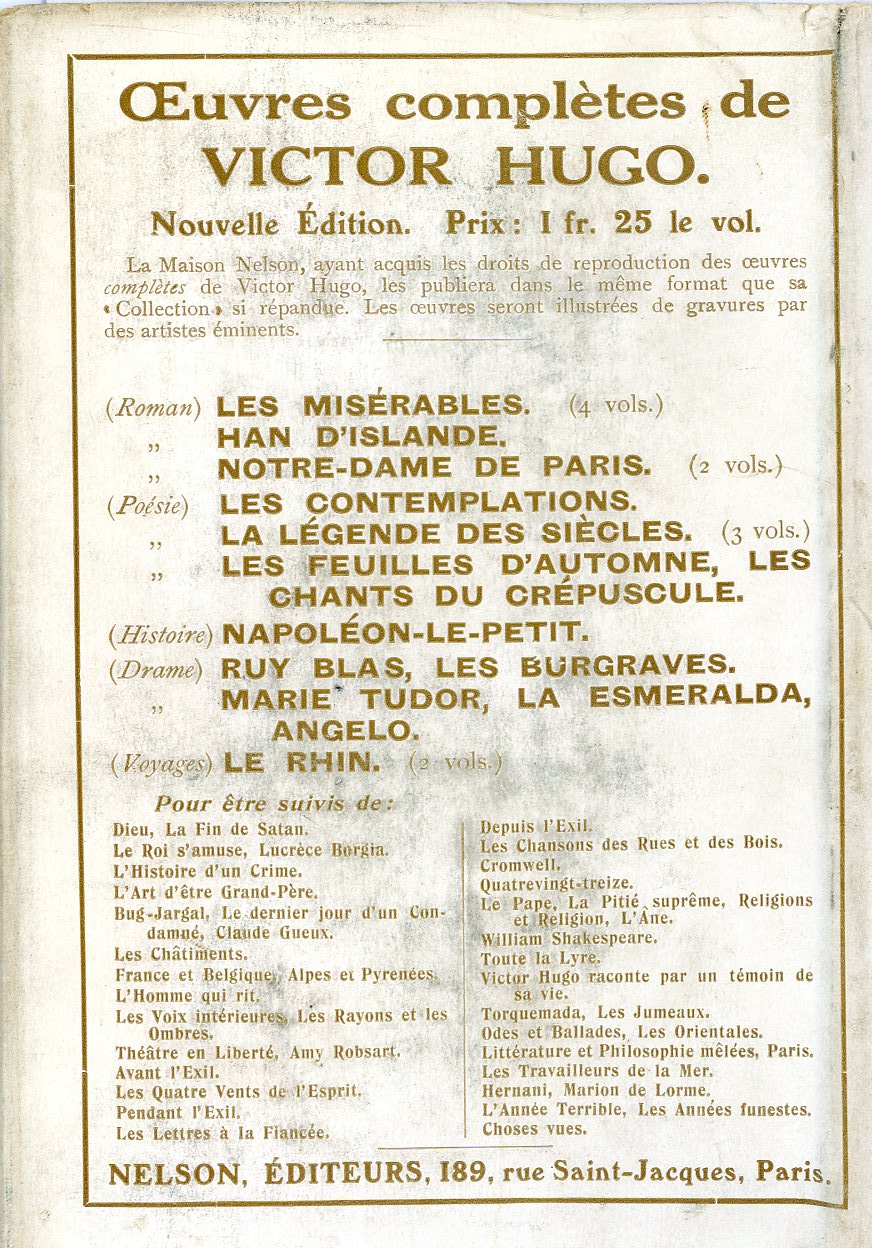 Œuvres complètes de
VICTOR HUGO.
Nouvelle Édition. Prix : 1 fr. 25 le vol.
La Maison Nelson, ayant acquis les droits de reproduction des œuvres
complètes de Victor Hugo, les publiera dans le même format que sa
« Collection » si répandue. Les œuvres seront illustrées de gravures par
des artistes éminents.
(Roman) LES MISÉRABLES. (4 vols.)
„ HAN D'ISLANDE.
„ NOTRE-DAME DE PARIS. (2 vols.)
(Poésie) LES CONTEMPLATIONS.
„ LA LÉGENDE DES SIÈCLES. (3 vols.)
„ LES FEUILLES D'AUTOMNE, LES
CHANTS DU CRÉPUSCULE.
(Histoire) NAPOLÉON-LE-PETIT.
(Drame) RUY BLAS, LES BURGRAVES.
„ MARIE TUDOR, LA ESMERALDA,
ANGELO.
(Voyages) LE RHIN. (2 vols.)
Pour être suivis de :
Dieu, La Fin de Satan.
Le Roi s'amuse, Lucrèce Borgia.
L'Histoire d'un Crime.
L'Art d'être Grand-Père.
Bug-Jargal, Le dernier jour d'un Con-
damné, Claude Gueux.
Les Châtiments.
France et Belgique, Alpes et Pyrenées.
L'Homme qui rit.
Les Voix intérieures, Les Rayons et les
Ombres.
Théâtre en Liberté, Amy Robsart.
Avant l'Exil.
Les Quatre Vents de l'Esprit.
Pendant l'Exil.
Les Lettres à la Fiancée.
Depuis l'Exil.
Les Chansons des Rues et des Bois.
Cromwell.
Quatrevingt-treize.
Le Pape, La Pitié suprême, Religions
et Religion, L'Ane.
William Shakespeare.
Toute la Lyre.
Victor Hugo raconte par un témoin de
sa vie.
Torquemada, Les Jumeaux.
Odes et Ballades, Les Orientales.
Littérature et Philosophie mêlées, Paris.
Les Travailleurs de la Mer.
Hernani, Marion de Lorme.
L'Année Terrible, Les Années funestes.
Choses vues.
NELSON, ÉDITEURS, 189, rue Saint-Jacques, Paris.